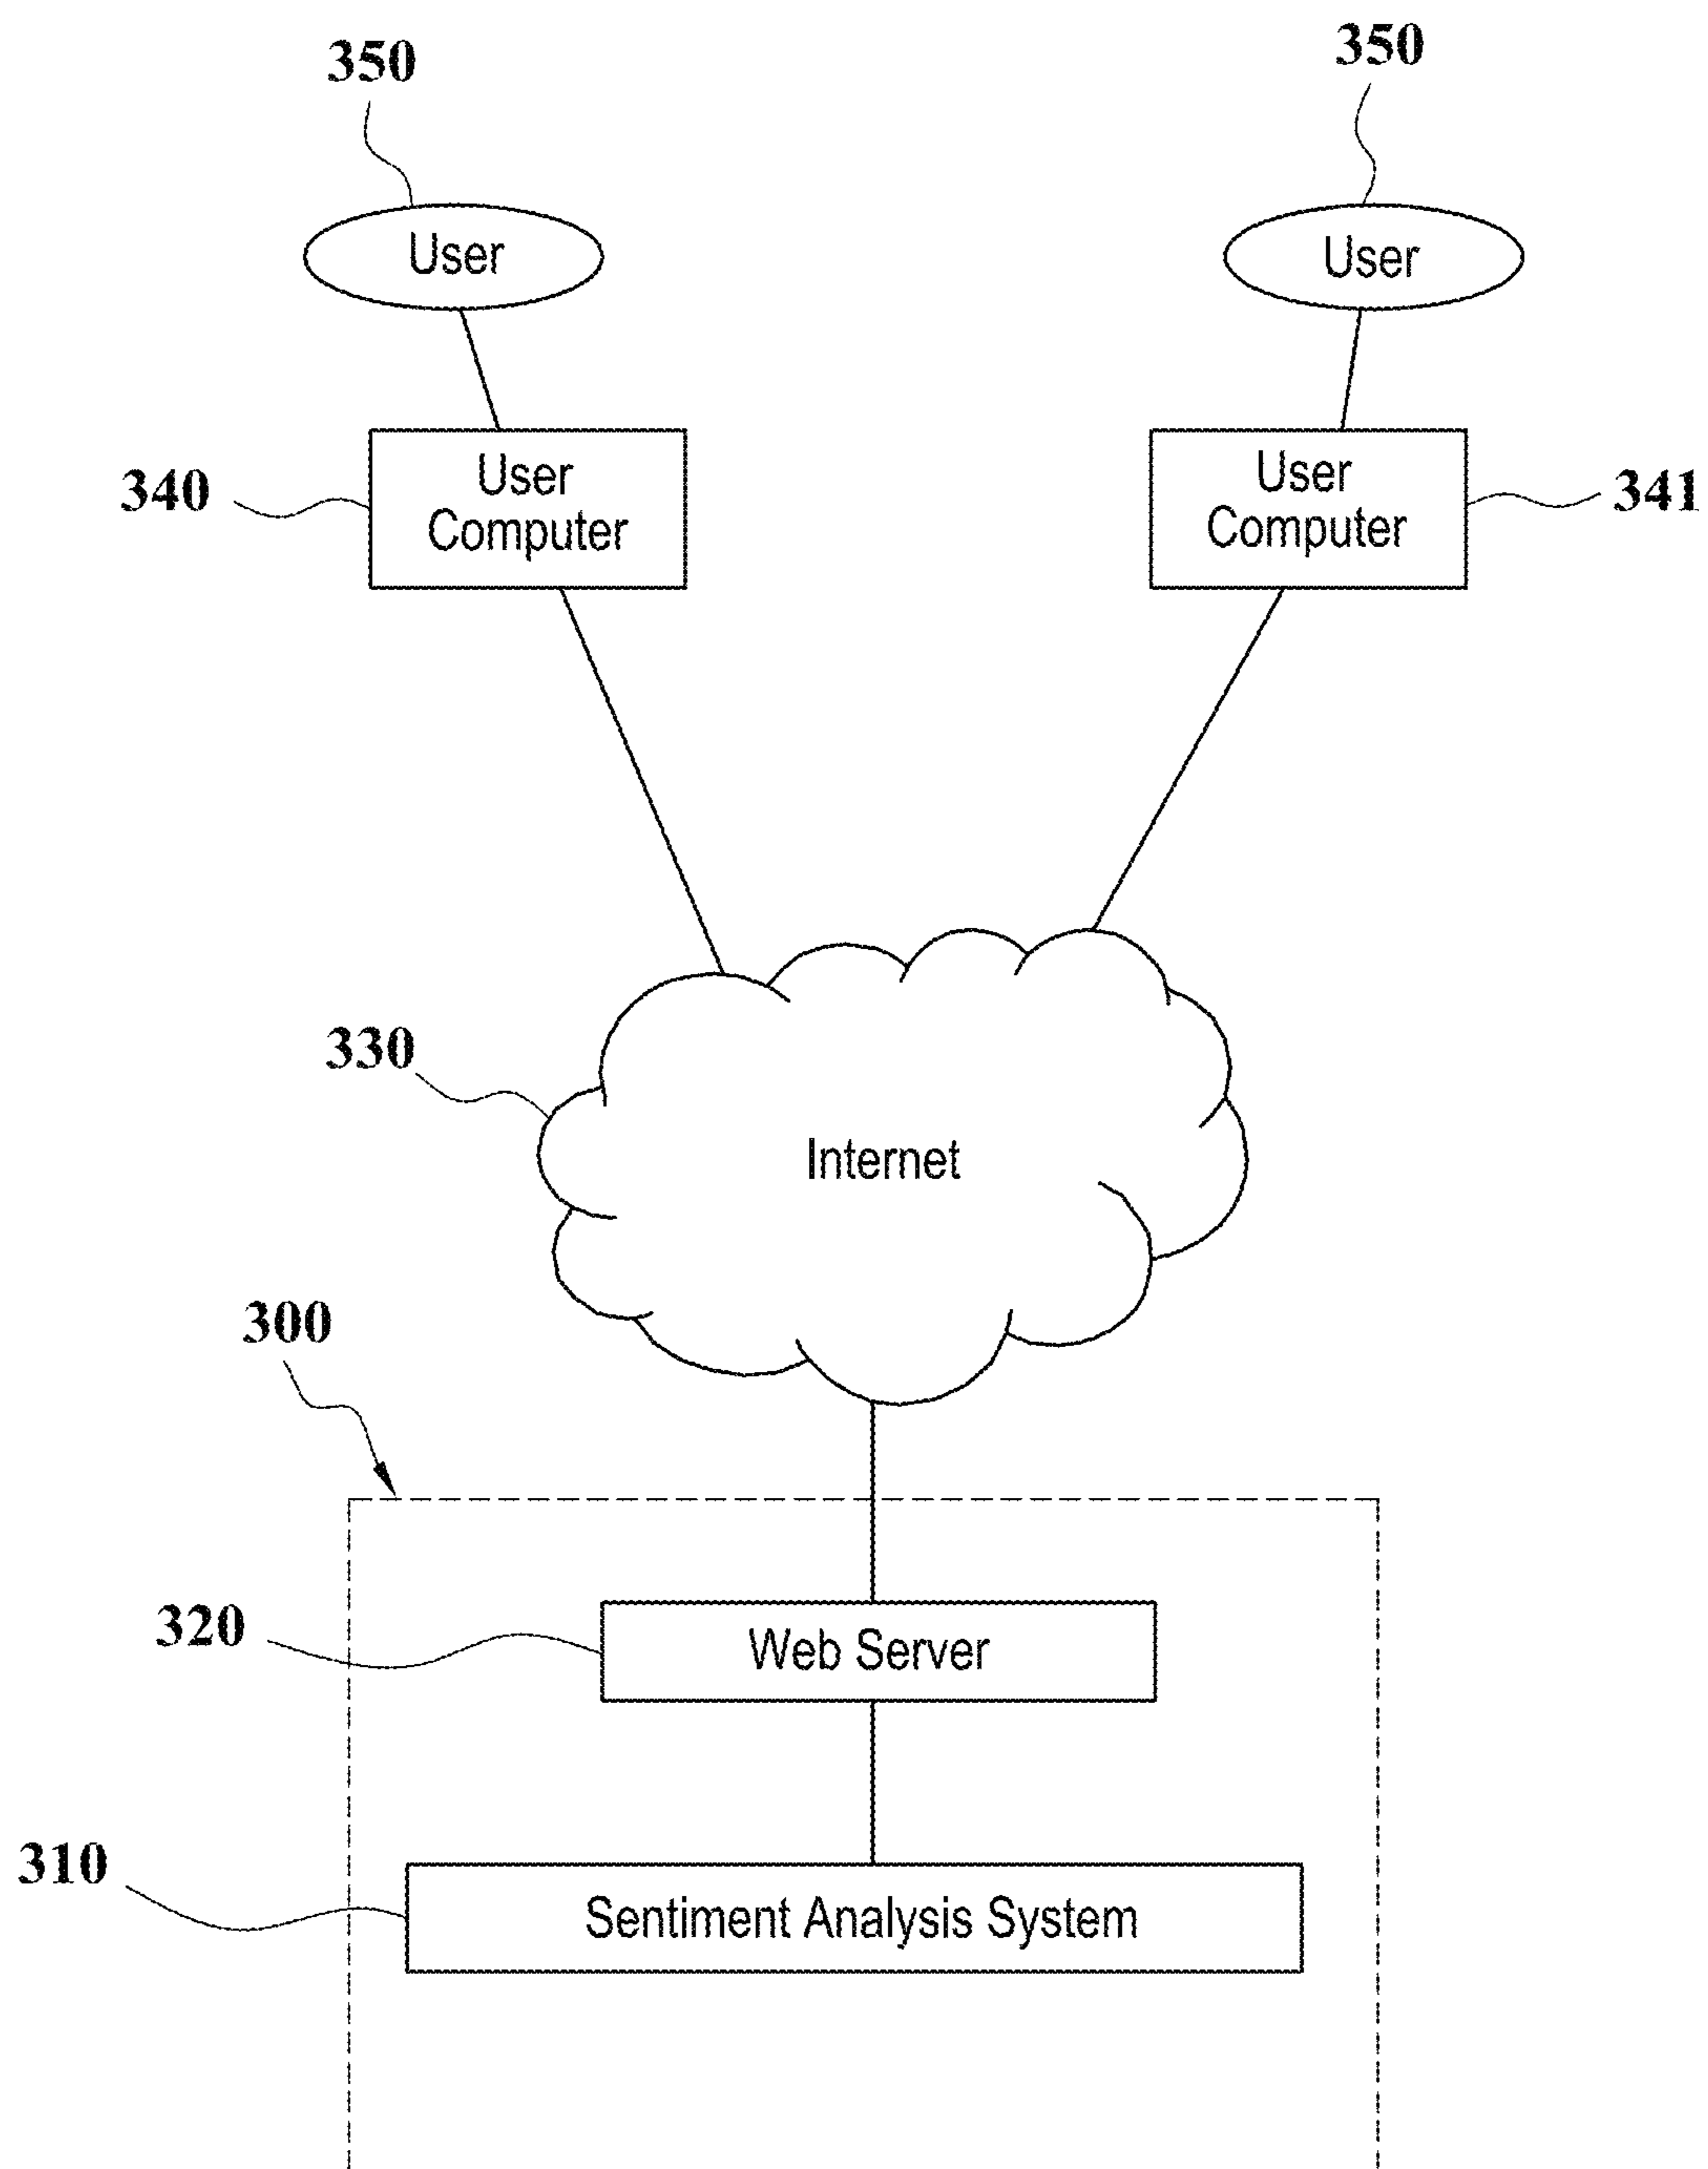 350
350
User
User
User
Computer
User
Computer
340
341
330
Internet
300
320
Web Server
310
Sentiment Analysis System